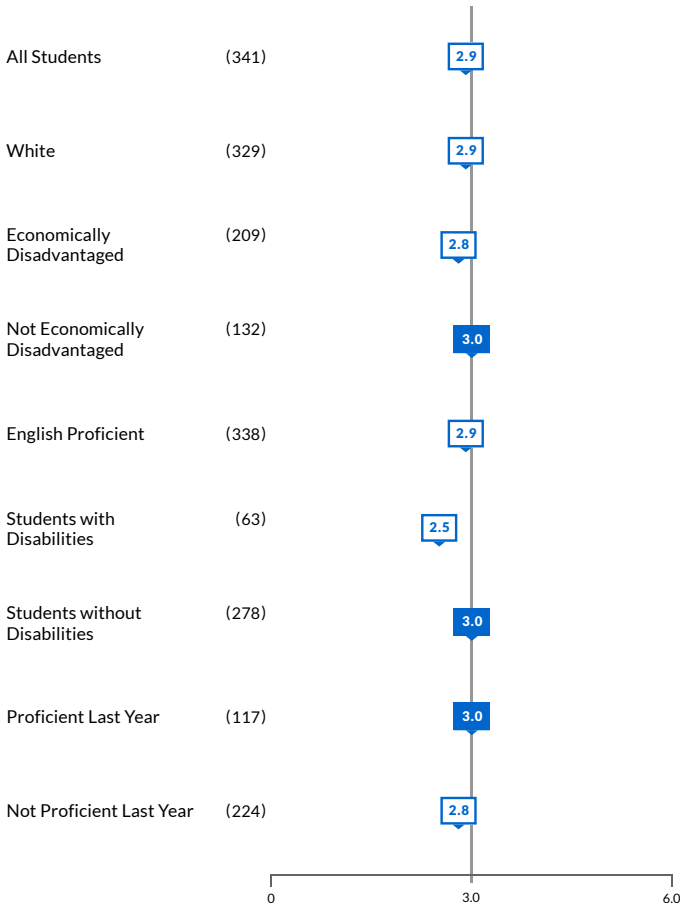 All Students (341) 2.9
White (329) 2.9
Economically (209)
Disadvantaged 2.8
Not Economically (132)
Disadvantaged 3.0
English Proficient (338) 2.9
Students with (63)
Disabilities 2.5
Students without (278)
Disabilities 3.0
Proficient Last Year (117) 3.0
Not Proficient Last Year (224) 2.8
0 3.0 6.0